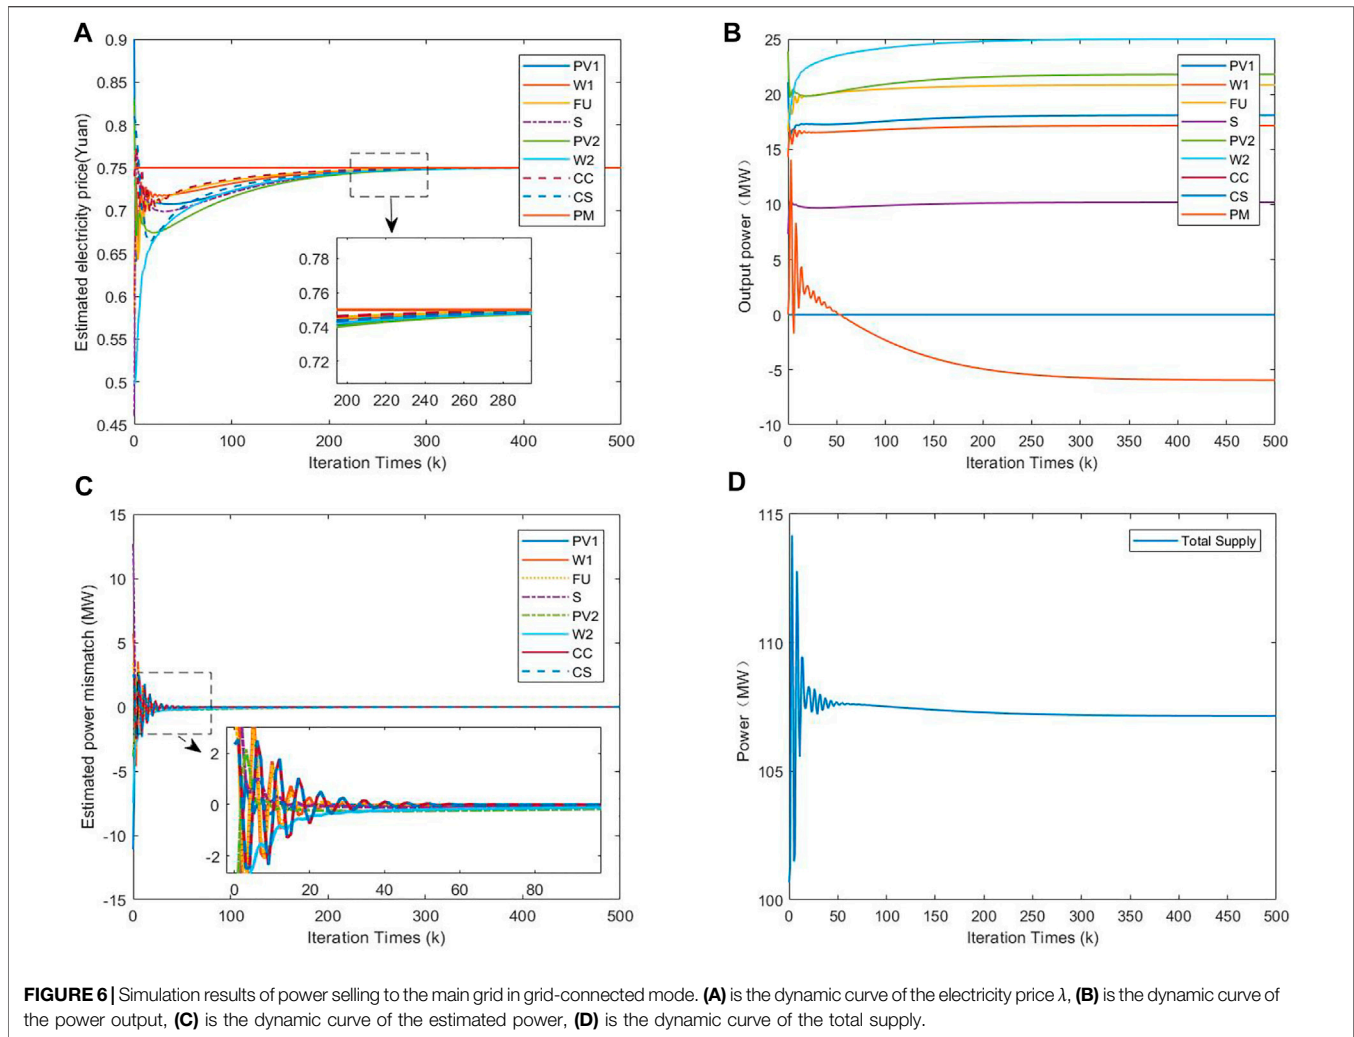 A
Estimated electricity price(Yuan)
0.9
0.85
0.8
0.75
0.7
0.65
0.6
0.55
0.5
0.45
0
100
200
300
400
500
Iteration Times (k)
PV1
W1
FU
S
PV2
W2
CC
CS
PM
0.78
0.76
0.74
0.72
200
220
240
260
280
B
Output power（MW）
25
20
15
10
5
0
-5
-10
0
50
100
150
200
250
300
350
400
450
500
Iteration Times (k)
PV1
W1
FU
S
PV2
W2
CC
CS
PM
C
Estimated power mismatch (MW)
15
10
5
0
-5
-10
-15
0
100
200
300
400
500
Iteration Times (k)
PV1
W1
FU
S
PV2
W2
CC
CS
2
0
-2
0
20
40
60
80
D
Power（MW）
115
110
105
100
0
50
100
150
200
250
300
350
400
450
500
Iteration Times (k)
Total Supply
FIGURE 6 | Simulation results of power selling to the main grid in grid-connected mode. (A) is the dynamic curve of the electricity price λ, (B) is the dynamic curve of
the power output, (C) is the dynamic curve of the estimated power, (D) is the dynamic curve of the total supply.